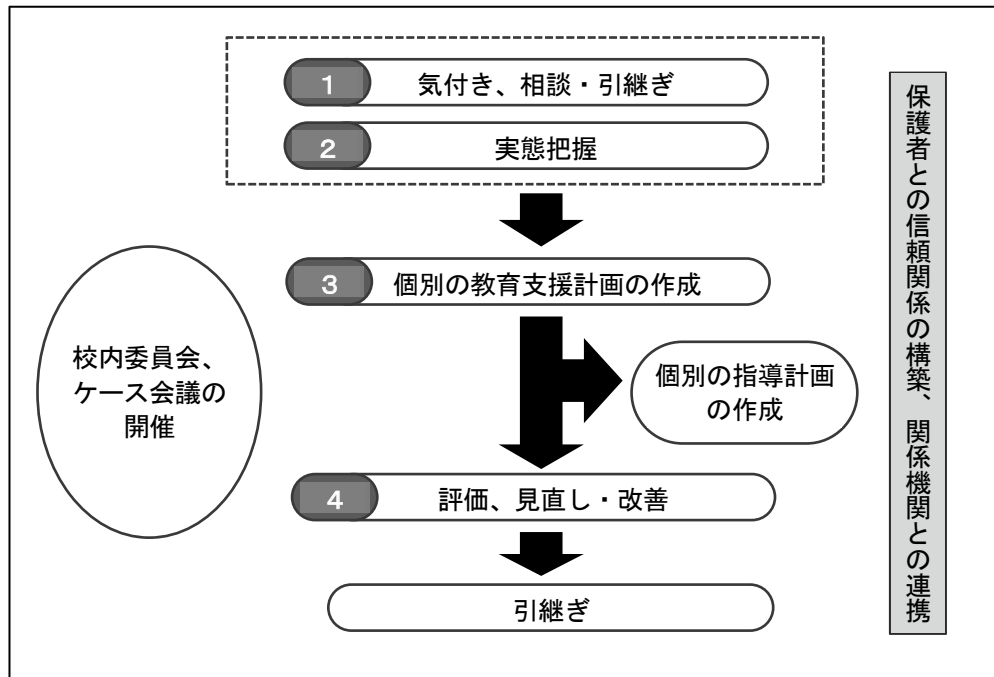 1 気付き、相談・引継ぎ
2 実態把握
3 個別の教育支援計画の作成
校内委員会、
ケース会議の
開催
個別の指導計画
の作成
4 評価、見直し・改善
引継ぎ
保護者との信頼関係の構築、関係機関との連携